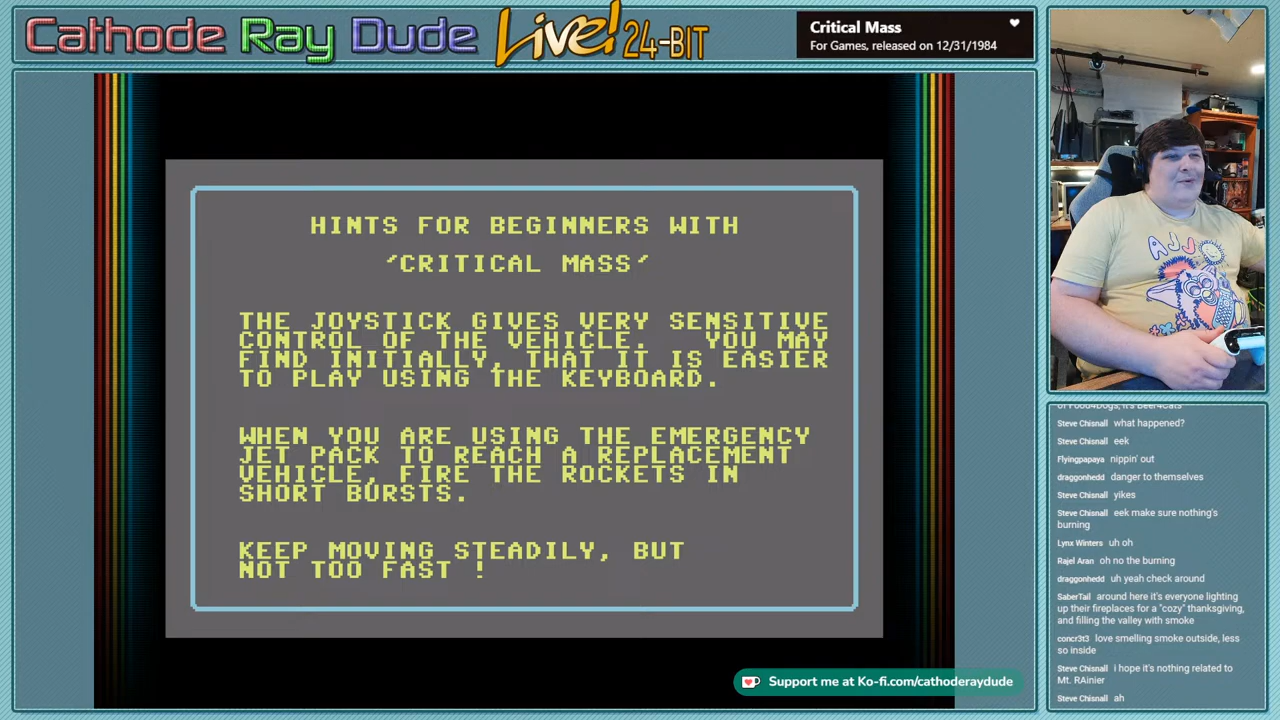 Cathode Ray Dude Live! 24-BIT
Critical Mass
For Games, released on 12/31/1984
HINTS FOR BEGINNERS WITH
'CRITICAL MASS'
THE JOYSTICK GIVES VERY SENSITIVE
CONTROL OF THE VEHICLE. YOU MAY
FIND INITIALLY, THAT IT IS EASIER
TO PLAY USING THE KEYBOARD.
WHEN YOU ARE USING THE EMERGENCY
JET PACK TO REACH A REPLACEMENT
VEHICLE, FIRE THE ROCKETS IN
SHORT BURSTS.
KEEP MOVING STEADILY, BUT
NOT TOO FAST !
Support me at Ko-fi.com/cathoderaydude
of Food4Dogs, it's Beer4Cats
Steve Chisnall what happened?
Steve Chisnall eek
Flyingpapaya nippin' out
draggonhedd danger to themselves
Steve Chisnall yikes
Steve Chisnall eek make sure nothing's
burning
Lynx Winters uh oh
Rajel Aran oh no the burning
draggonhedd uh yeah check around
SaberTail around here it's everyone lighting
up their fireplaces for a "cozy" thanksgiving,
and filling the valley with smoke
concr3t3 love smelling smoke outside, less
so inside
Steve Chisnall i hope it's nothing related to
Mt. RAinier
Steve Chisnall ah